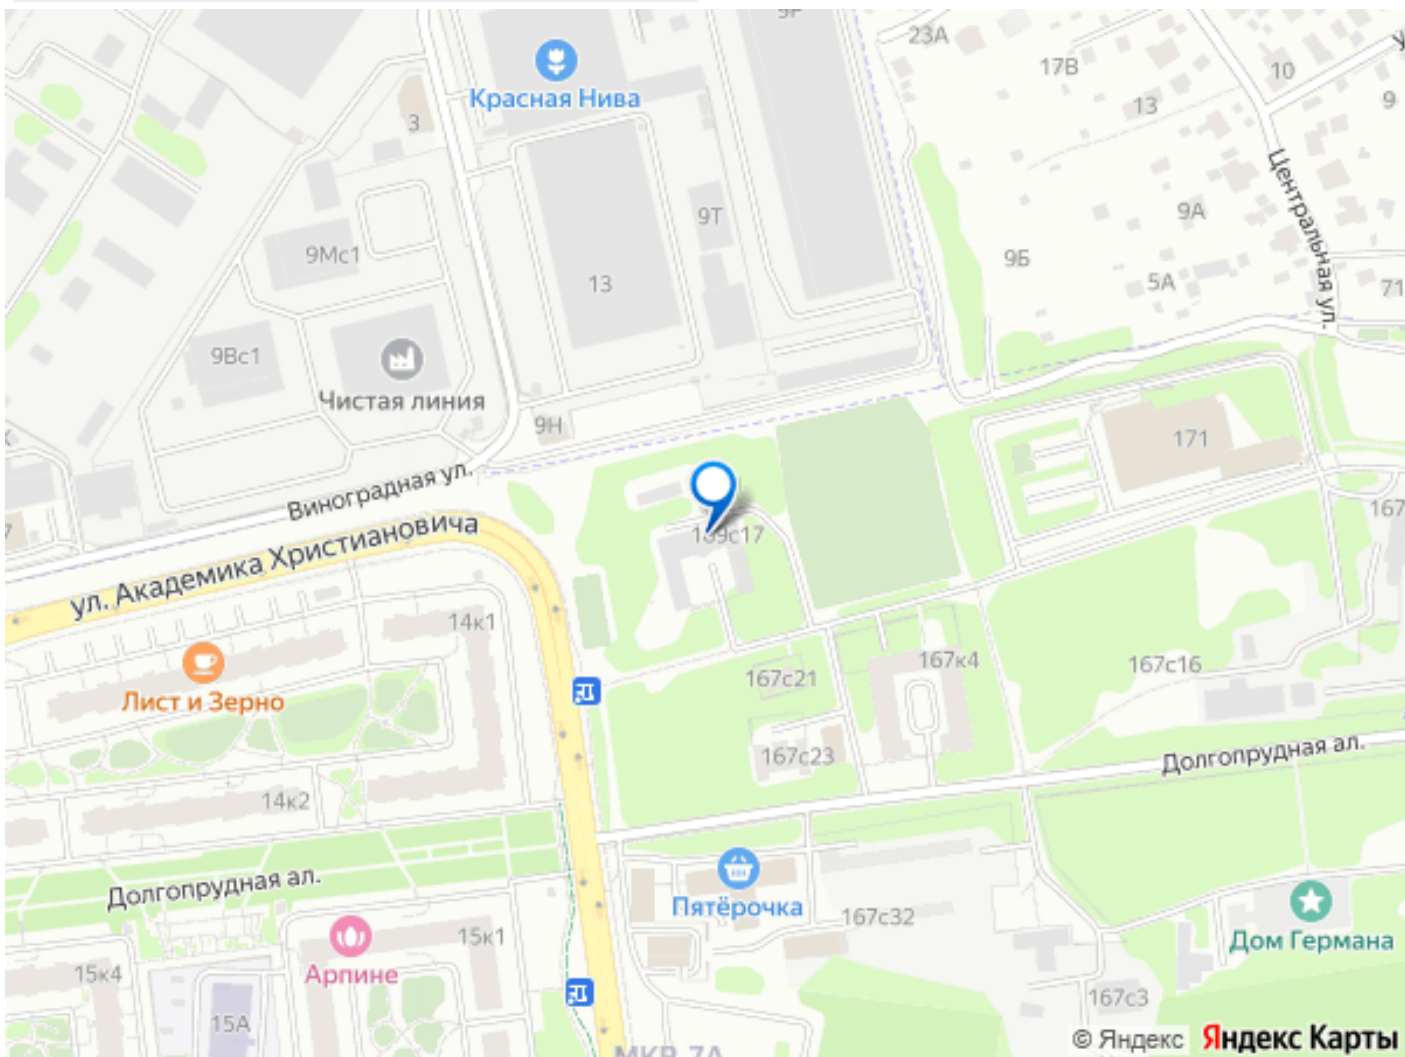 23А
17В
10
9
13
Красная Нива
3
Центральная ул.
9А
9Т
9Мс1
9Б
5А
71
13
9Вс1
Чистая линия
171
9Н
Виноградная ул.
167
ул. Академика Христиановича
14к1
167к4
167с16
167с21
Лист и Зерно
Долгопрудная ал.
167с23
14к2
Долгопрудная ал.
Пятёрочка
167с32
15к1
Дом Германа
Арпине
15к4
167с3
15А
© Яндекс Яндекс Карты